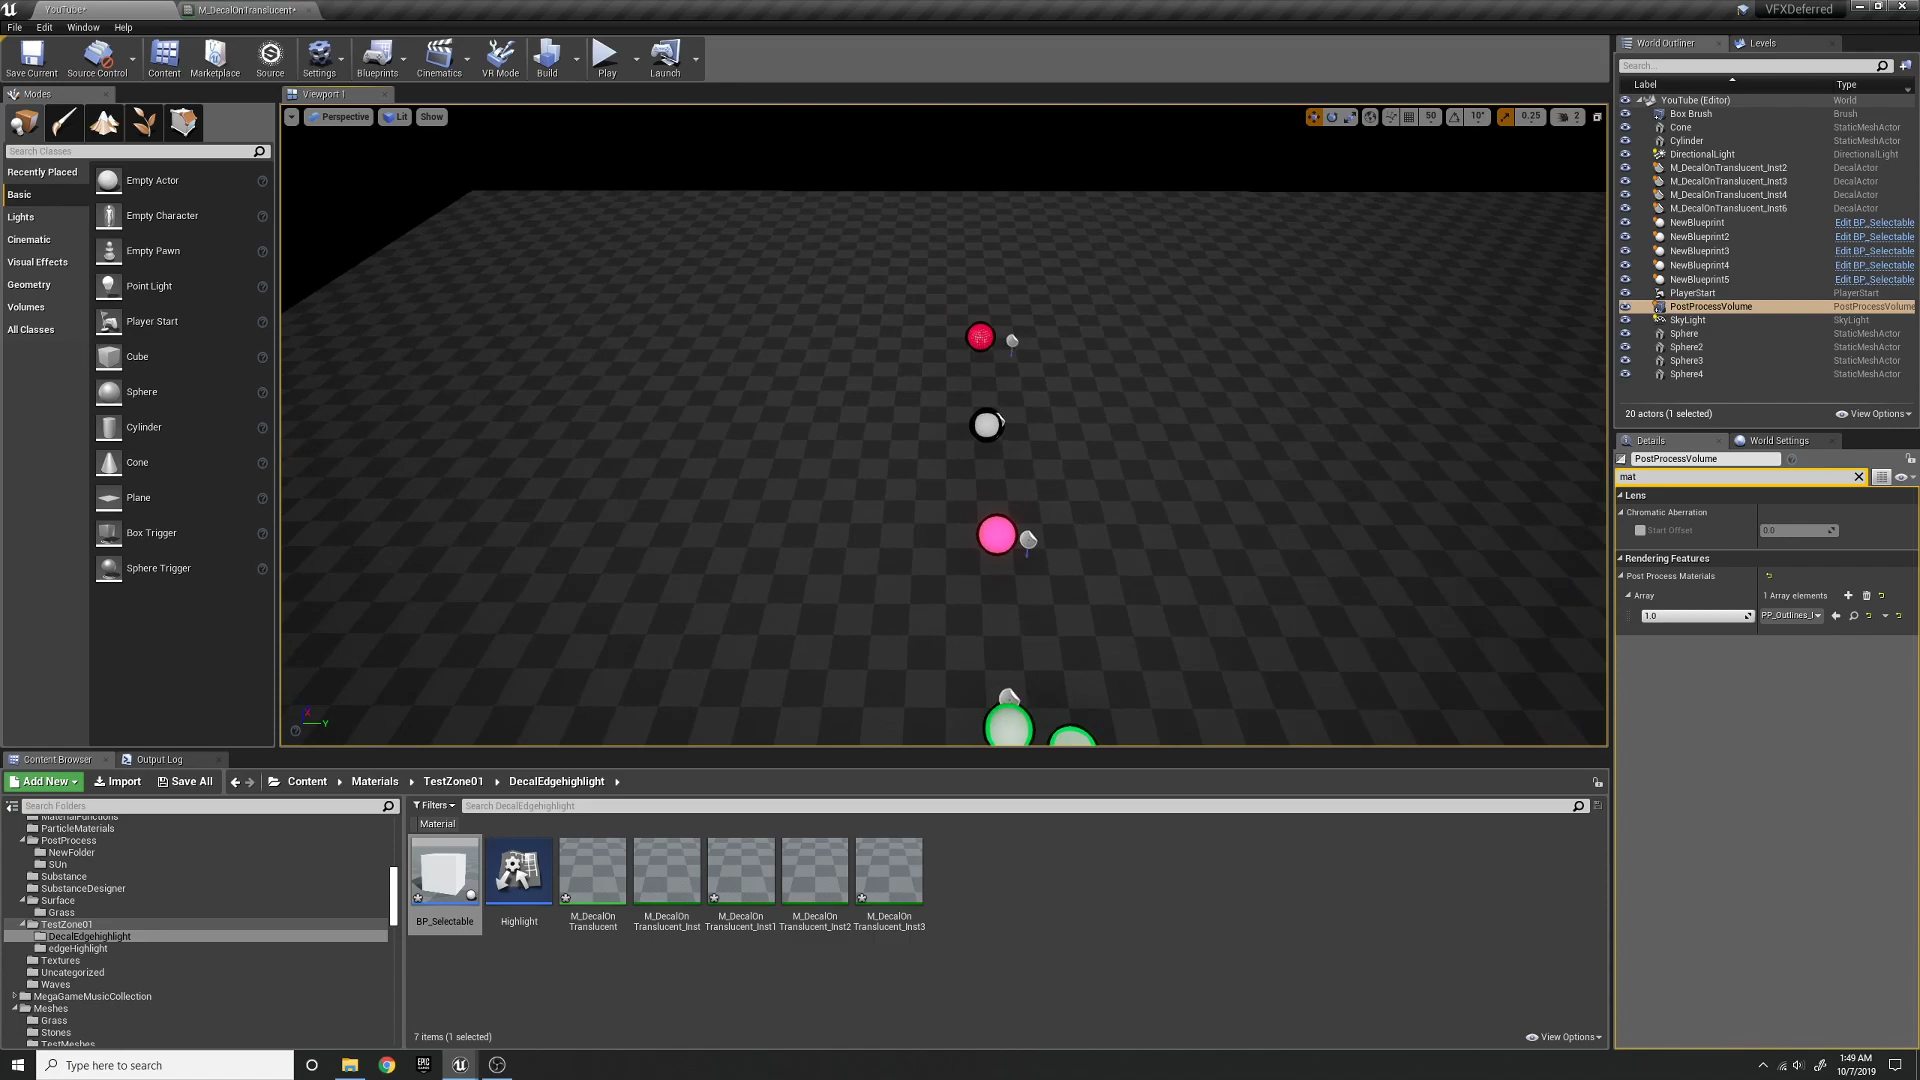 YouTube*
M_DecalOnTranslucent*
VFXDeferred
File Edit Window Help
Save Current
Source Control
Content
Marketplace
Source
Settings
Blueprints
Cinematics
VR Mode
Build
Play
Launch
Modes
Search Classes
Recently Placed
Basic
Lights
Cinematic
Visual Effects
Geometry
Volumes
All Classes
Empty Actor
Empty Character
Empty Pawn
Point Light
Player Start
Cube
Sphere
Cylinder
Cone
Plane
Box Trigger
Sphere Trigger
Viewport 1
Perspective Lit Show
50 10° 0.25 2
X Y
World Outliner Levels
Search...
Label Type
YouTube (Editor) World
Box Brush Brush
Cone StaticMeshActor
Cylinder StaticMeshActor
DirectionalLight DirectionalLight
M_DecalOnTranslucent_Inst2 DecalActor
M_DecalOnTranslucent_Inst3 DecalActor
M_DecalOnTranslucent_Inst4 DecalActor
M_DecalOnTranslucent_Inst6 DecalActor
NewBlueprint Edit BP_Selectable
NewBlueprint2 Edit BP_Selectable
NewBlueprint3 Edit BP_Selectable
NewBlueprint4 Edit BP_Selectable
NewBlueprint5 Edit BP_Selectable
PlayerStart PlayerStart
PostProcessVolume PostProcessVolume
SkyLight SkyLight
Sphere StaticMeshActor
Sphere2 StaticMeshActor
Sphere3 StaticMeshActor
Sphere4 StaticMeshActor
20 actors (1 selected) View Options
Details World Settings
PostProcessVolume
mat
Lens
Chromatic Aberration
Start Offset 0.0
Rendering Features
Post Process Materials
Array 1 Array elements
1.0 PP_Outlines_I
Content Browser Output Log
Add New Import Save All Content Materials TestZone01 DecalEdgehighlight
Search Folders
Filters Search DecalEdgehighlight
Material
MaterialFunctions
ParticleMaterials
PostProcess
NewFolder
SUn
Substance
SubstanceDesigner
Surface
Grass
TestZone01
DecalEdgehighlight
edgeHighlight
Textures
Uncategorized
Waves
MegaGameMusicCollection
Meshes
Grass
Stones
TestMeshes
BP_Selectable
Highlight
M_DecalOn
Translucent
M_DecalOn
Translucent_Inst
M_DecalOn
Translucent_Inst1
M_DecalOn
Translucent_Inst2
M_DecalOn
Translucent_Inst3
7 items (1 selected) View Options
Type here to search
EPIC GAMES
1:49 AM
10/7/2019